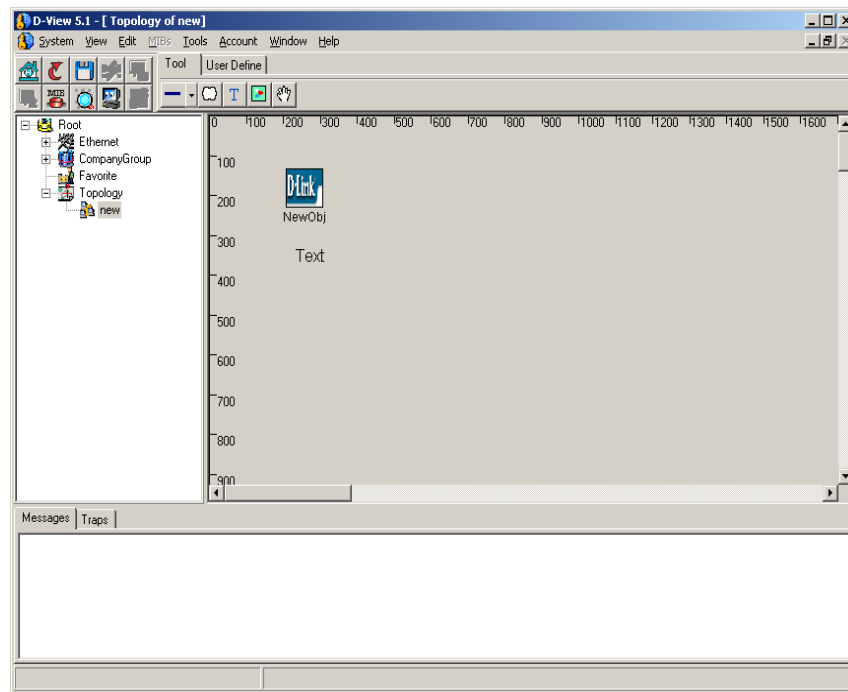 D-View 5.1 - [ Topology of new]
System View Edit MIBs Tools Account Window Help
Tool User Define
MIB
T
Root
Ethernet
CompanyGroup
Favorite
Topology
new
0 100 200 300 400 500 600 700 800 900 1000 1100 1200 1300 1400 1500 1600
100
200
300
400
500
600
700
800
900
D-Link
NewObj
Text
Messages Traps